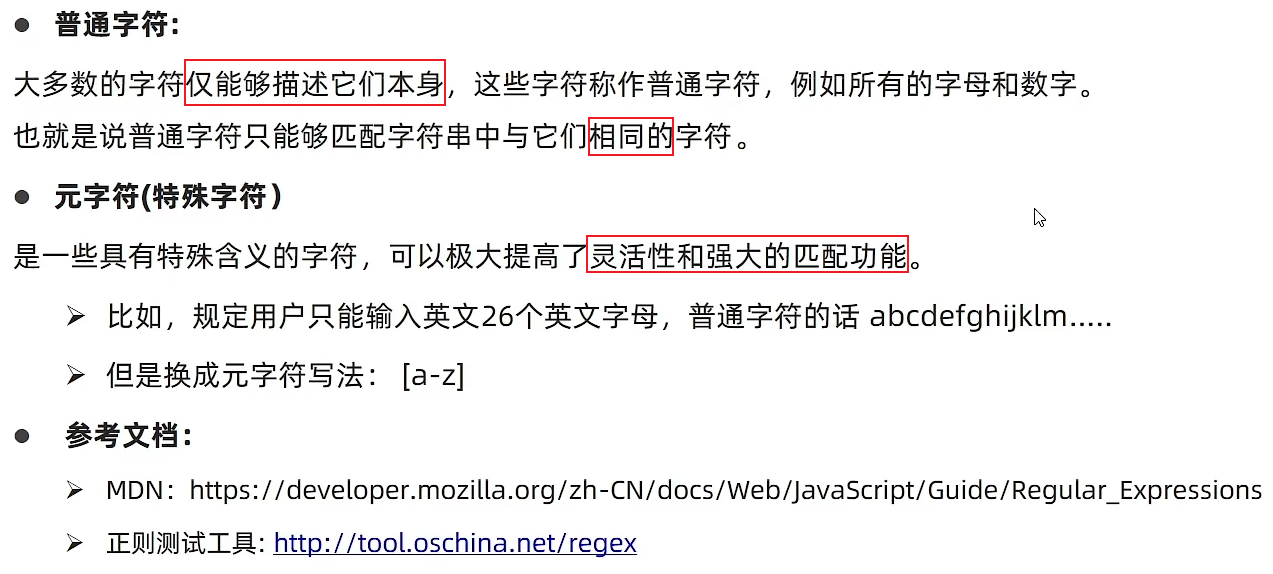 ● 普通字符:
大多数的字符仅能够描述它们本身，这些字符称作普通字符，例如所有的字母和数字。
也就是说普通字符只能够匹配字符串中与它们相同的字符。
● 元字符(特殊字符）
是一些具有特殊含义的字符，可以极大提高了灵活性和强大的匹配功能。
➢ 比如，规定用户只能输入英文26个英文字母，普通字符的话 abcdefghijklm.....
➢ 但是换成元字符写法： [a-z]
● 参考文档:
➢ MDN：https://developer.mozilla.org/zh-CN/docs/Web/JavaScript/Guide/Regular_Expressions
➢ 正则测试工具: http://tool.oschina.net/regex